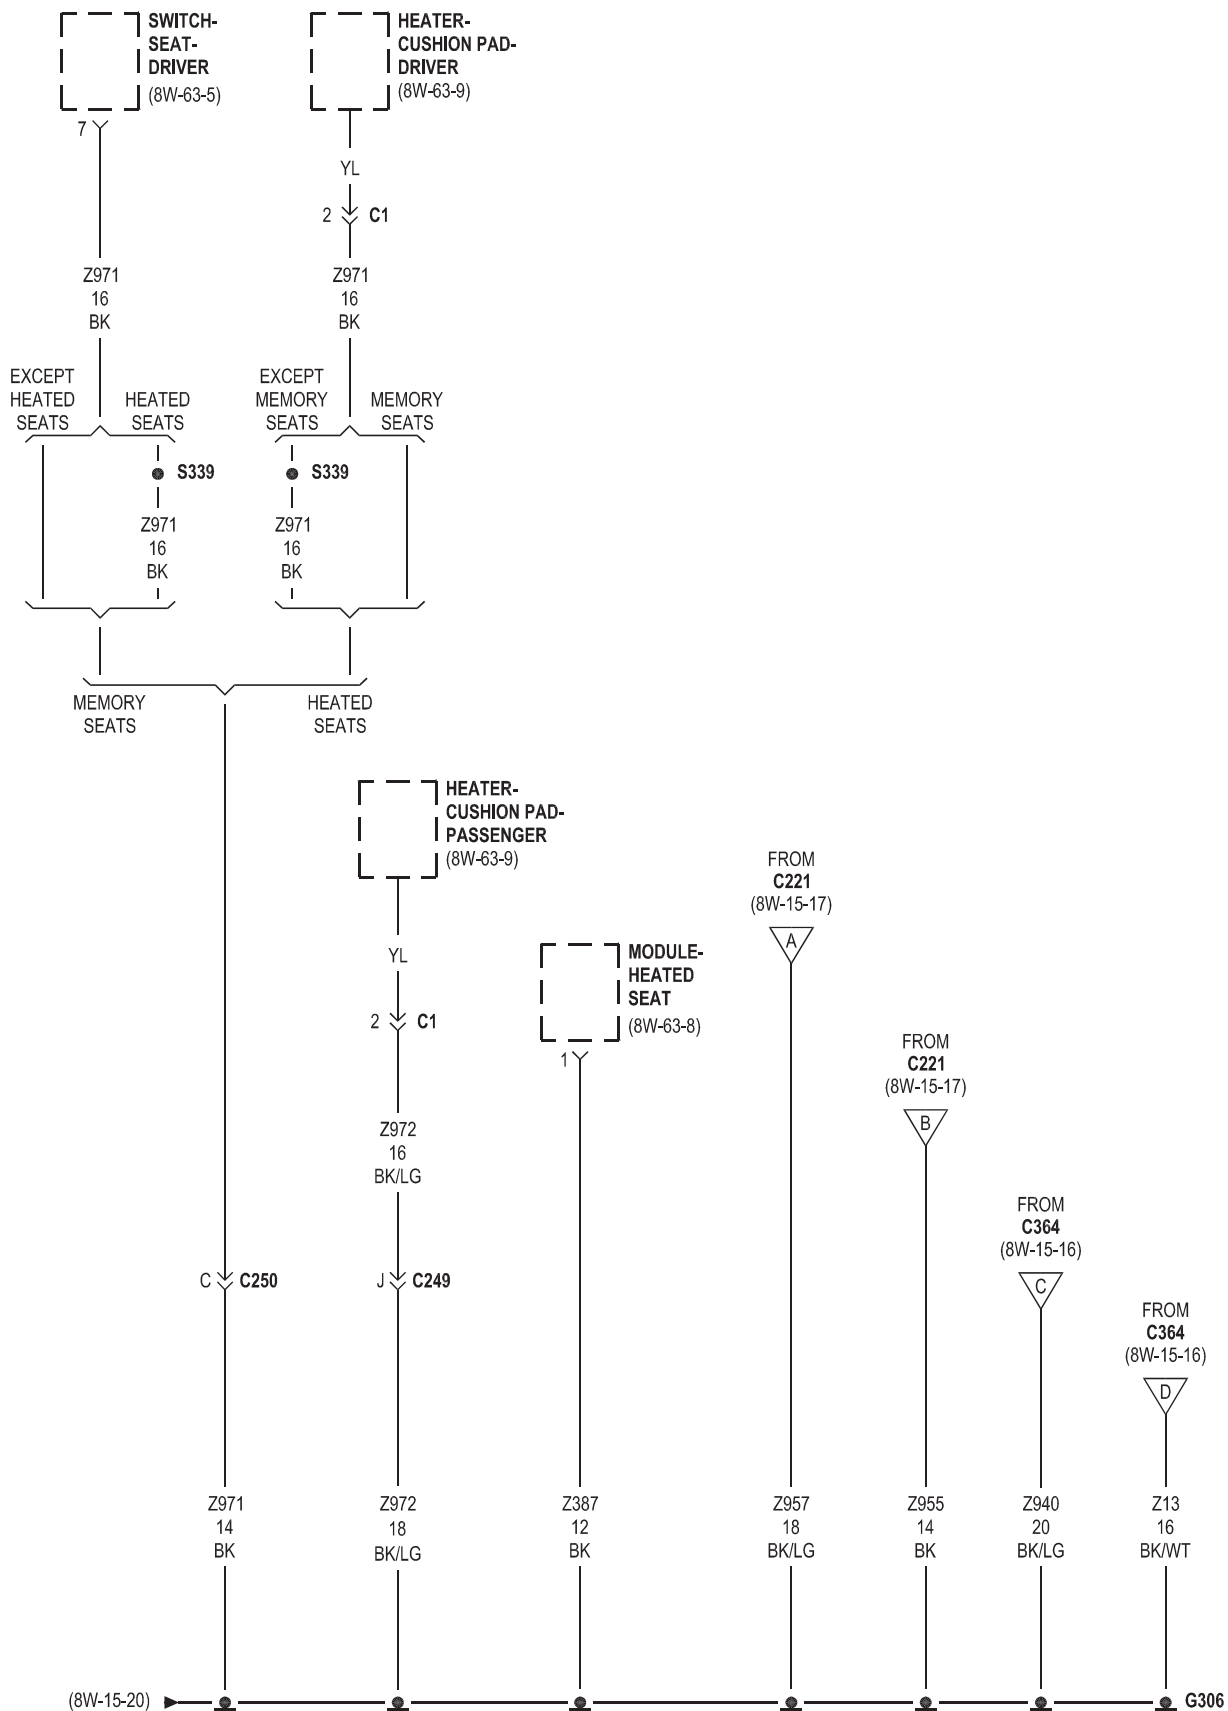 SWITCH-
SEAT-
DRIVER
(8W-63-5)
HEATER-
CUSHION PAD-
DRIVER
(8W-63-9)
7
YL
2
C1
Z971
16
BK
Z971
16
BK
EXCEPT
HEATED
SEATS
HEATED
SEATS
EXCEPT
MEMORY
SEATS
MEMORY
SEATS
S339
S339
Z971
16
BK
Z971
16
BK
MEMORY
SEATS
HEATED
SEATS
HEATER-
CUSHION PAD-
PASSENGER
(8W-63-9)
YL
2
C1
MODULE-
HEATED
SEAT
(8W-63-8)
1
FROM
C221
(8W-15-17)
A
FROM
C221
(8W-15-17)
B
Z972
16
BK/LG
FROM
C364
(8W-15-16)
C
C
C250
J
C249
FROM
C364
(8W-15-16)
D
Z971
14
BK
Z972
18
BK/LG
Z387
12
BK
Z957
18
BK/LG
Z955
14
BK
Z940
20
BK/LG
Z13
16
BK/WT
(8W-15-20)
G306